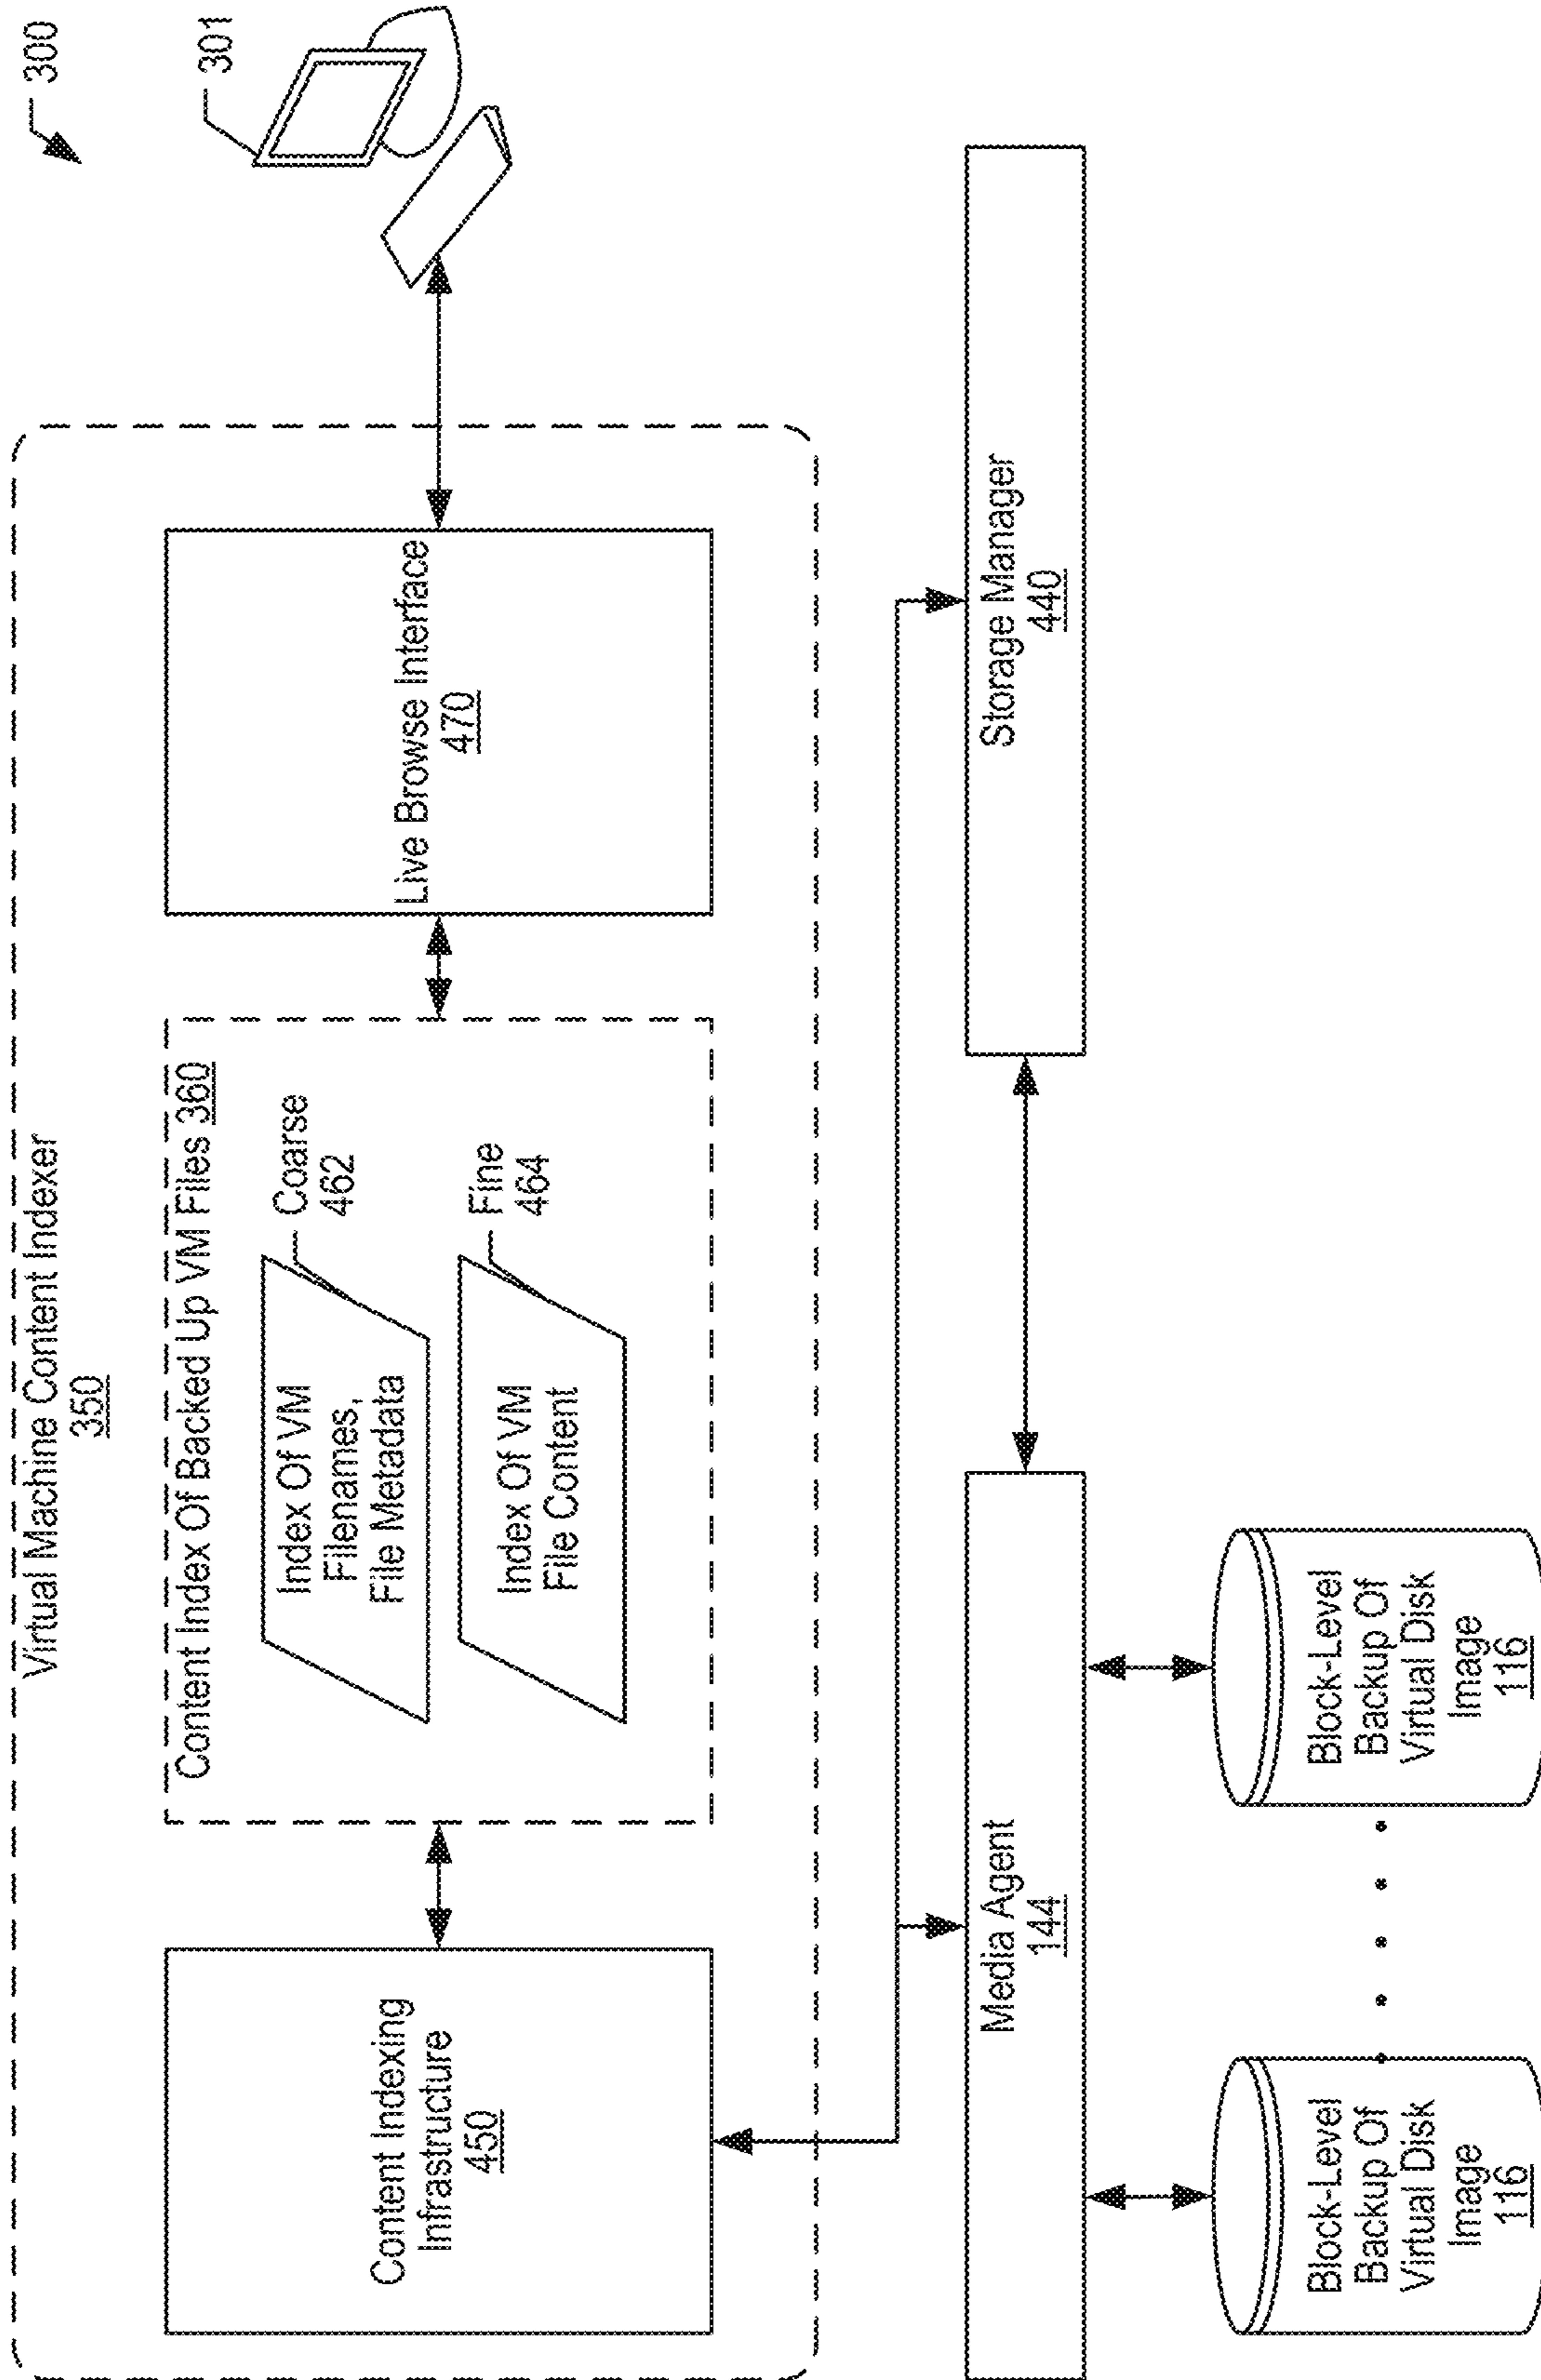 300
301
Virtual Machine Content Indexer
350
Content Indexing
Infrastructure
450
Content Index Of Backed Up VM Files 360
Index Of VM
Filenames,
File Metadata
Coarse
462
Index Of VM
File Content
Fine
464
Live Browse Interface
470
Media Agent
144
Storage Manager
440
Block-Level
Backup Of
Virtual Disk
Image
116
Block-Level
Backup Of
Virtual Disk
Image
116